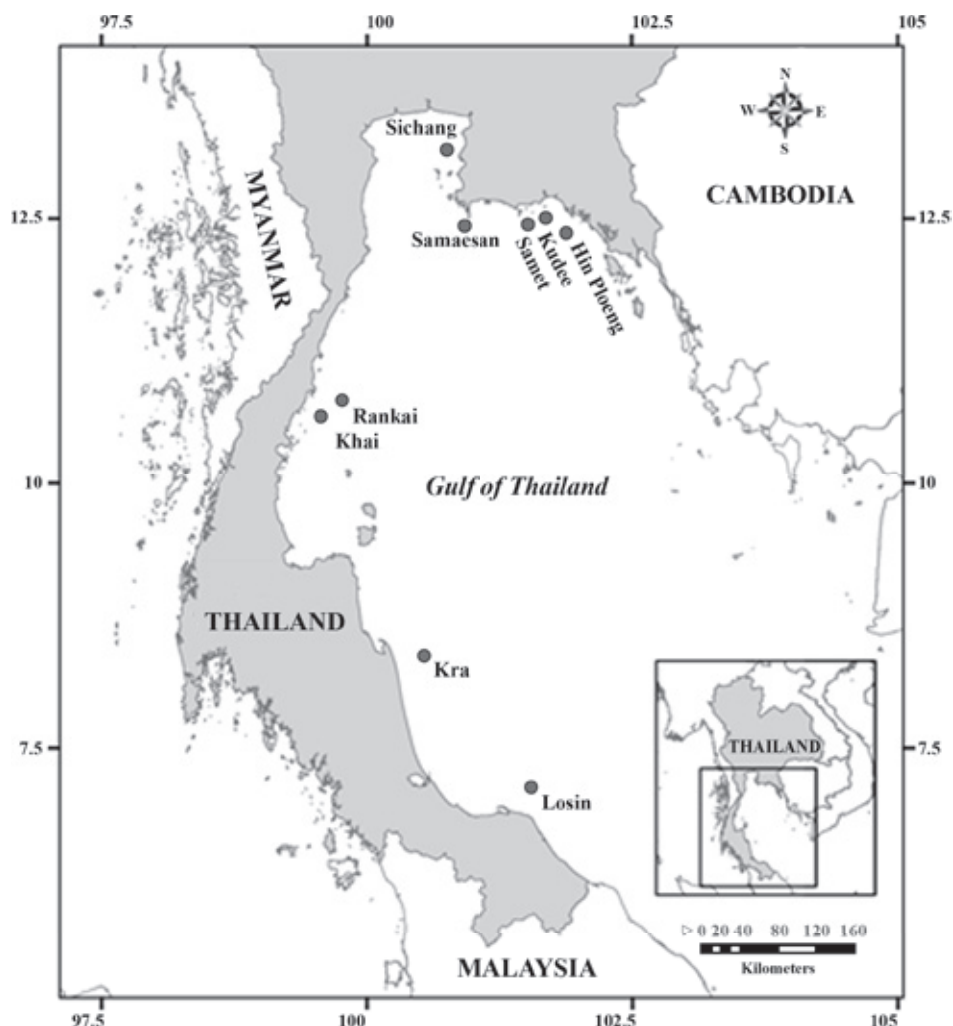 97.5 100 102.5 105
N
W E
S
Sichang
MYANMAR
CAMBODIA
12.5 12.5
Samaesan
Samet
Kudee
Hin Ploeng
Rankai
Khai
10 10
Gulf of Thailand
THAILAND
Kra
7.5 7.5
THAILAND
Losin
0 20 40 80 120 160
Kilometers
MALAYSIA
97.5 100 102.5 105